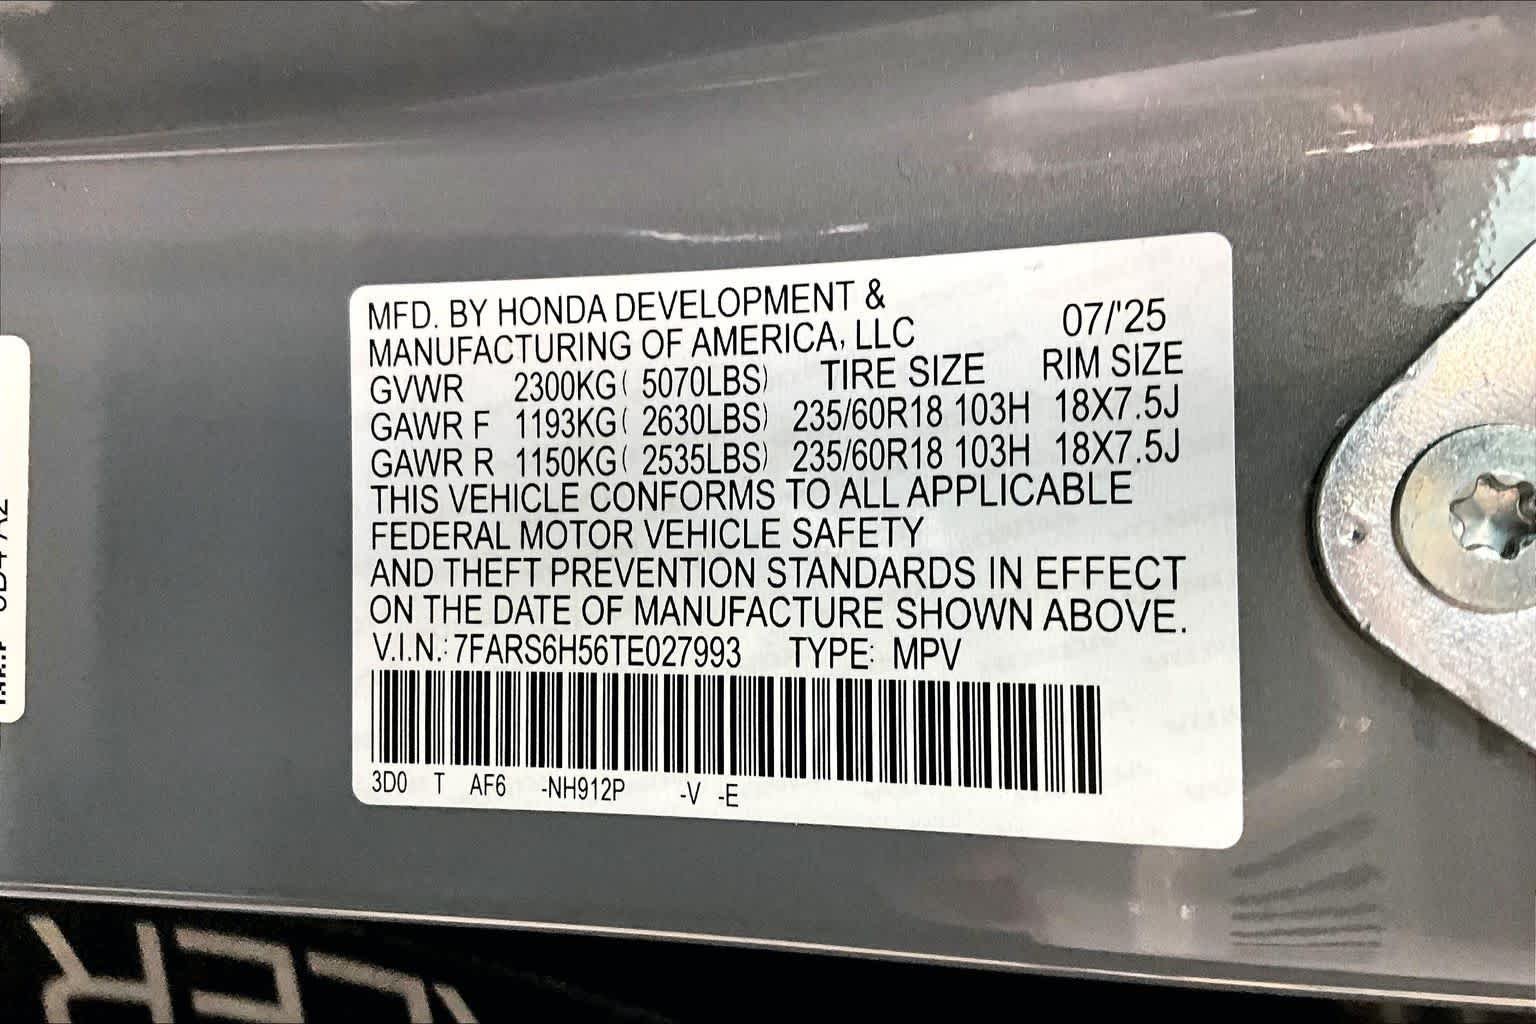 MFD. BY HONDA DEVELOPMENT &
MANUFACTURING OF AMERICA, LLC 07/'25
GVWR 2300KG( 5070LBS) TIRE SIZE RIM SIZE
GAWR F 1193KG( 2630LBS) 235/60R18 103H 18X7.5J
GAWR R 1150KG( 2535LBS) 235/60R18 103H 18X7.5J
THIS VEHICLE CONFORMS TO ALL APPLICABLE
FEDERAL MOTOR VEHICLE SAFETY
AND THEFT PREVENTION STANDARDS IN EFFECT
ON THE DATE OF MANUFACTURE SHOWN ABOVE.
V.I.N.: 7FARS6H56TE027993 TYPE: MPV
3D0 T AF6 -NH912P -V -E